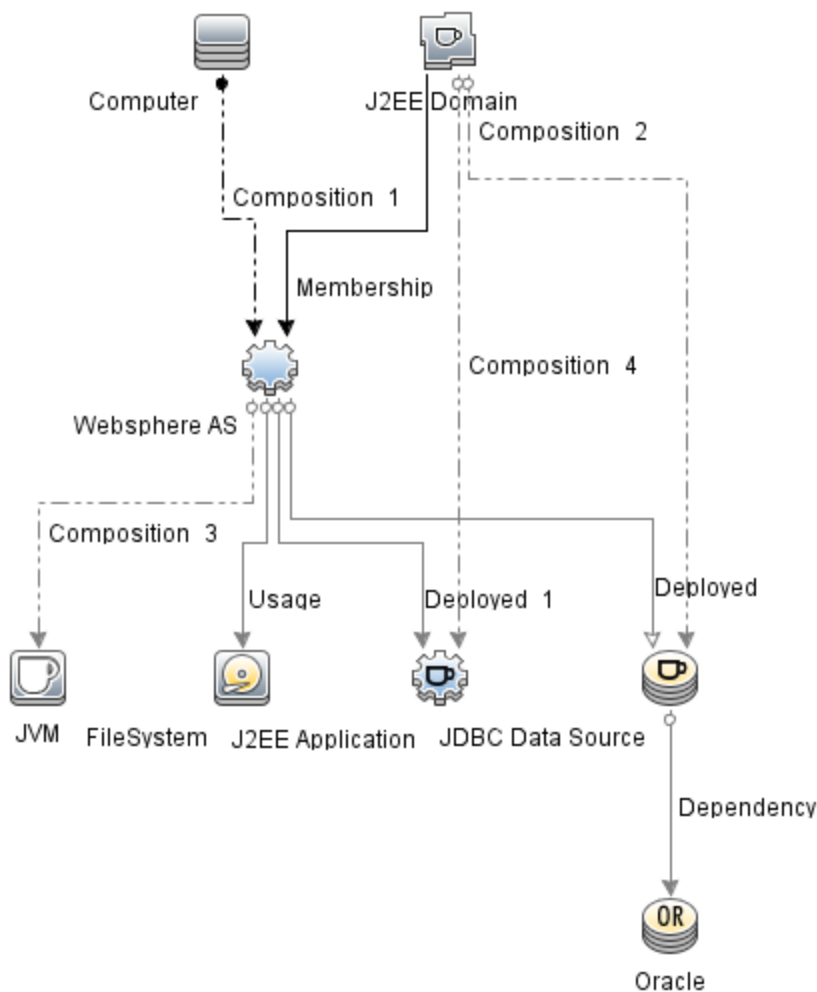 Computer
J2EE Domain
Composition 2
Composition 1
Membership
Composition 4
Websphere AS
Composition 3
Usage
Deployed 1
Deployed
JVM
FileSystem
J2EE Application
JDBC Data Source
Dependency
OR
Oracle